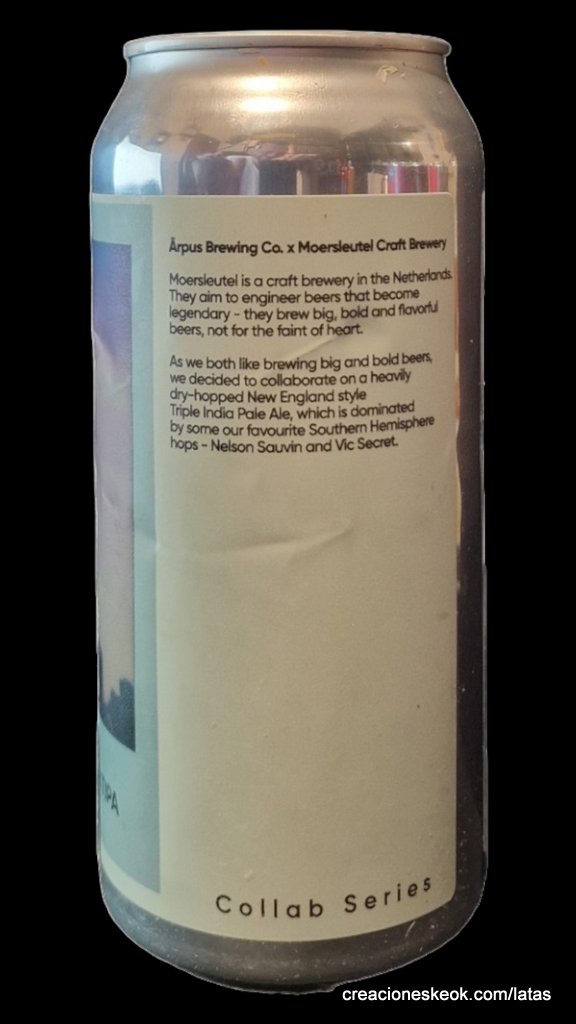 Ārpus Brewing Co. x Moersleutel Craft Brewery
Moersleutel is a craft brewery in the Netherlands.
They aim to engineer beers that become
legendary - they brew big, bold and flavorful
beers, not for the faint of heart.
As we both like brewing big and bold beers,
we decided to collaborate on a heavily
dry-hopped New England style
Triple India Pale Ale, which is dominated
by some our favourite Southern Hemisphere
hops - Nelson Sauvin and Vic Secret.
Collab Series
creacioneskeok.com/latas